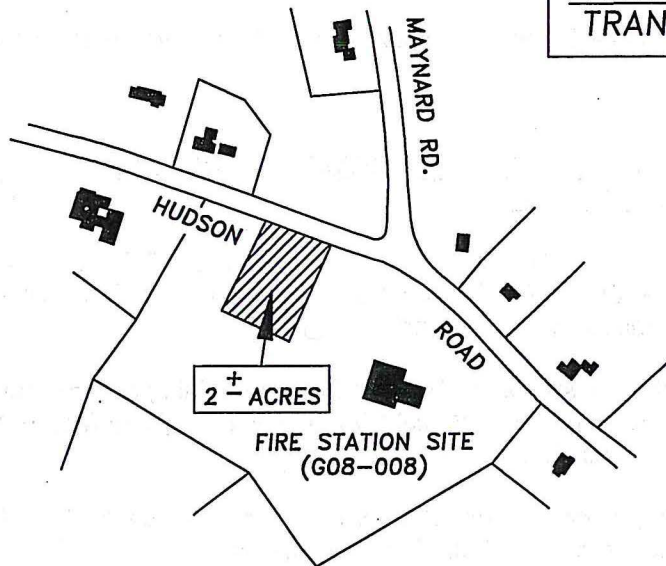 TRAN
MAYNARD RD.
HUDSON
ROAD
2 ± ACRES
FIRE STATION SITE
(G08-008)